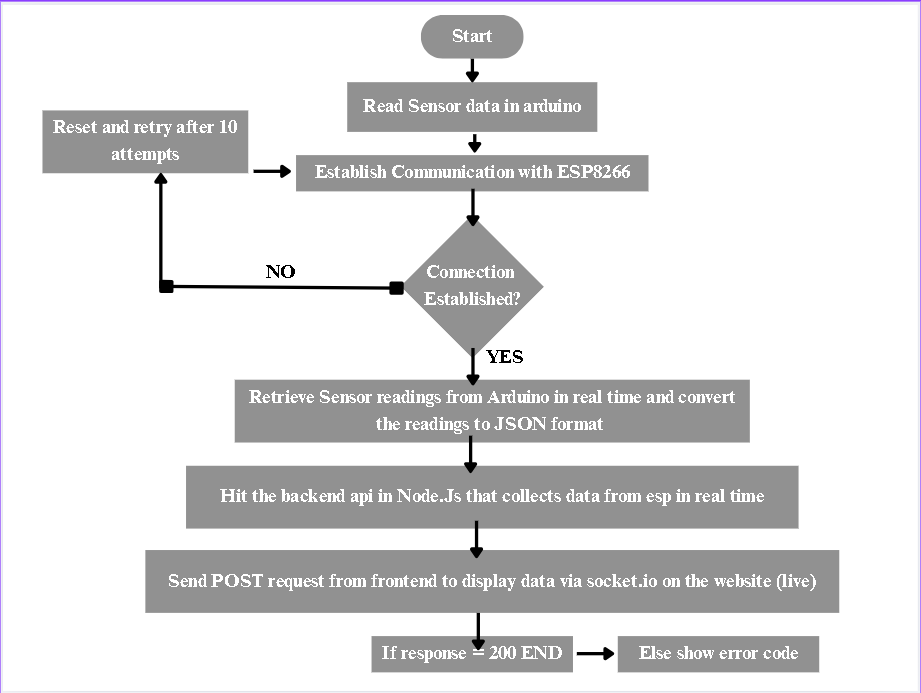 Start
Read Sensor data in arduino
Reset and retry after 10
attempts
Establish Communication with ESP8266
Connection
Established?
NO
YES
Retrieve Sensor readings from Arduino in real time and convert
the readings to JSON format
Hit the backend api in Node.Js that collects data from esp in real time
Send POST request from frontend to display data via socket.io on the website (live)
If response = 200 END
Else show error code